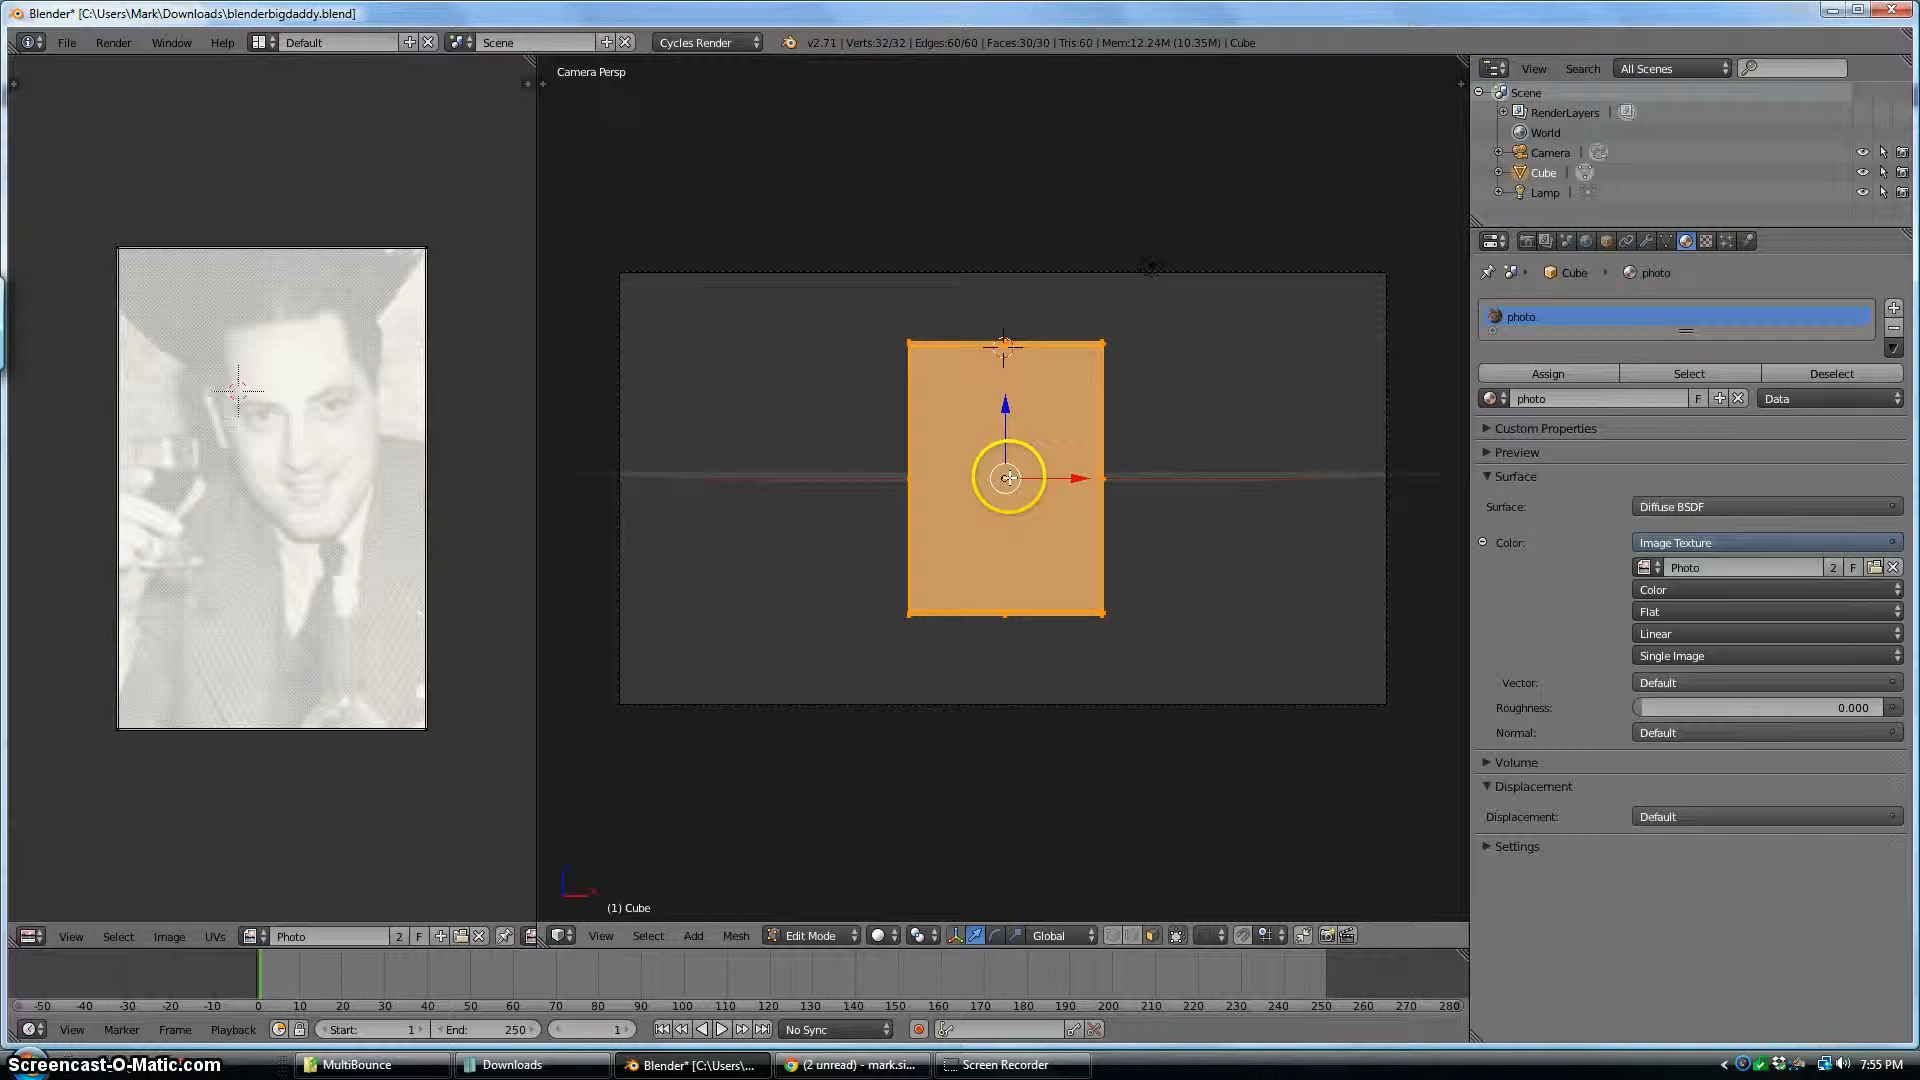 Blender* [C:\Users\Mark\Downloads\blenderbigdaddy.blend]
File Render Window Help Default Scene Cycles Render v2.71 | Verts:32/32 | Edges:60/60 | Faces:30/30 | Tris:60 | Mem:12.24M (10.35M) | Cube
Camera Persp
View Search All Scenes
Scene
RenderLayers
World
Camera
Cube
Lamp
Cube photo
photo
Assign Select Deselect
photo F Data
Custom Properties
Preview
Surface
Surface: Diffuse BSDF
Color: Image Texture
Photo 2 F
Color
Flat
Linear
Single Image
Vector: Default
Roughness: 0.000
Normal: Default
Volume
Displacement
Displacement: Default
Settings
(1) Cube
View Select Image UVs Photo 2 F
View Select Add Mesh Edit Mode Global
-50 -40 -30 -20 -10 0 10 20 30 40 50 60 70 80 90 100 110 120 130 140 150 160 170 180 190 200 210 220 230 240 250 260 270 280
View Marker Frame Playback Start: 1 End: 250 1 No Sync
Screencast-O-Matic.com MultiBounce Downloads Blender* [C:\Users\... (2 unread) - mark.si... Screen Recorder 7:55 PM